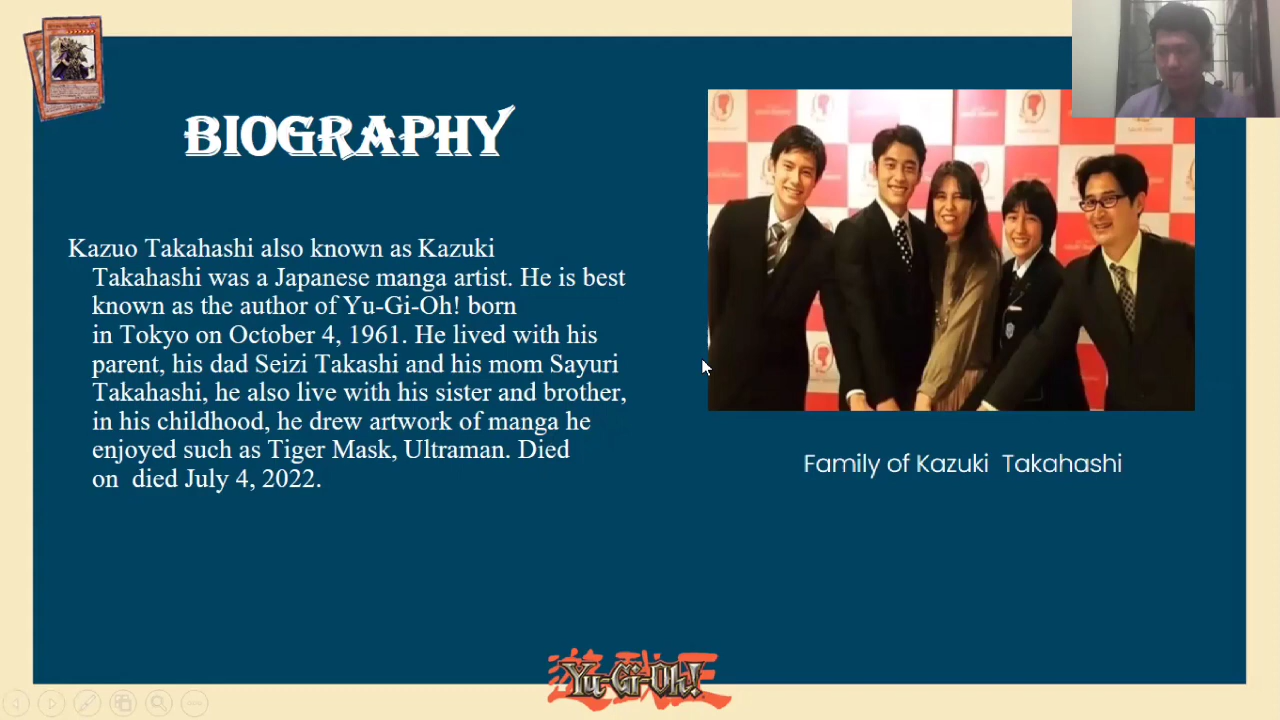 BIOGRAPHY
Kazuo Takahashi also known as Kazuki
Takahashi was a Japanese manga artist. He is best
known as the author of Yu-Gi-Oh! born
in Tokyo on October 4, 1961. He lived with his
parent, his dad Seizi Takashi and his mom Sayuri
Takahashi, he also live with his sister and brother,
in his childhood, he drew artwork of manga he
enjoyed such as Tiger Mask, Ultraman. Died
on  died July 4, 2022.
Family of Kazuki  Takahashi
遊戯王
Yu-Gi-Oh!